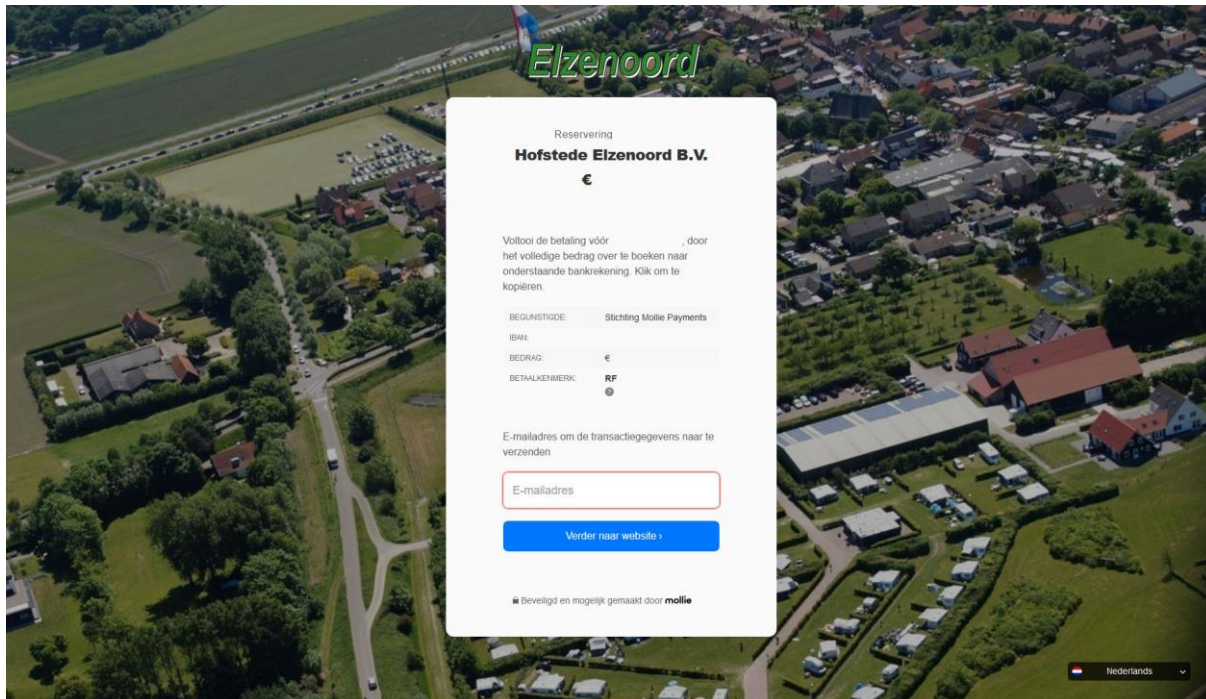 Elzenoord
Reservering
Hofstede Elzenoord B.V.
€
Voltooi de betaling vóór , door
het volledige bedrag over te boeken naar
onderstaande bankrekening. Klik om te
kopiëren.
BEGUNSTIGDE: Stichting Mollie Payments
IBAN:
BEDRAG: €
BETAALKENMERK: RF
?
E-mailadres om de transactiegegevens naar te
verzenden
E-mailadres
Verder naar website ›
Beveiligd en mogelijk gemaakt door mollie
Nederlands